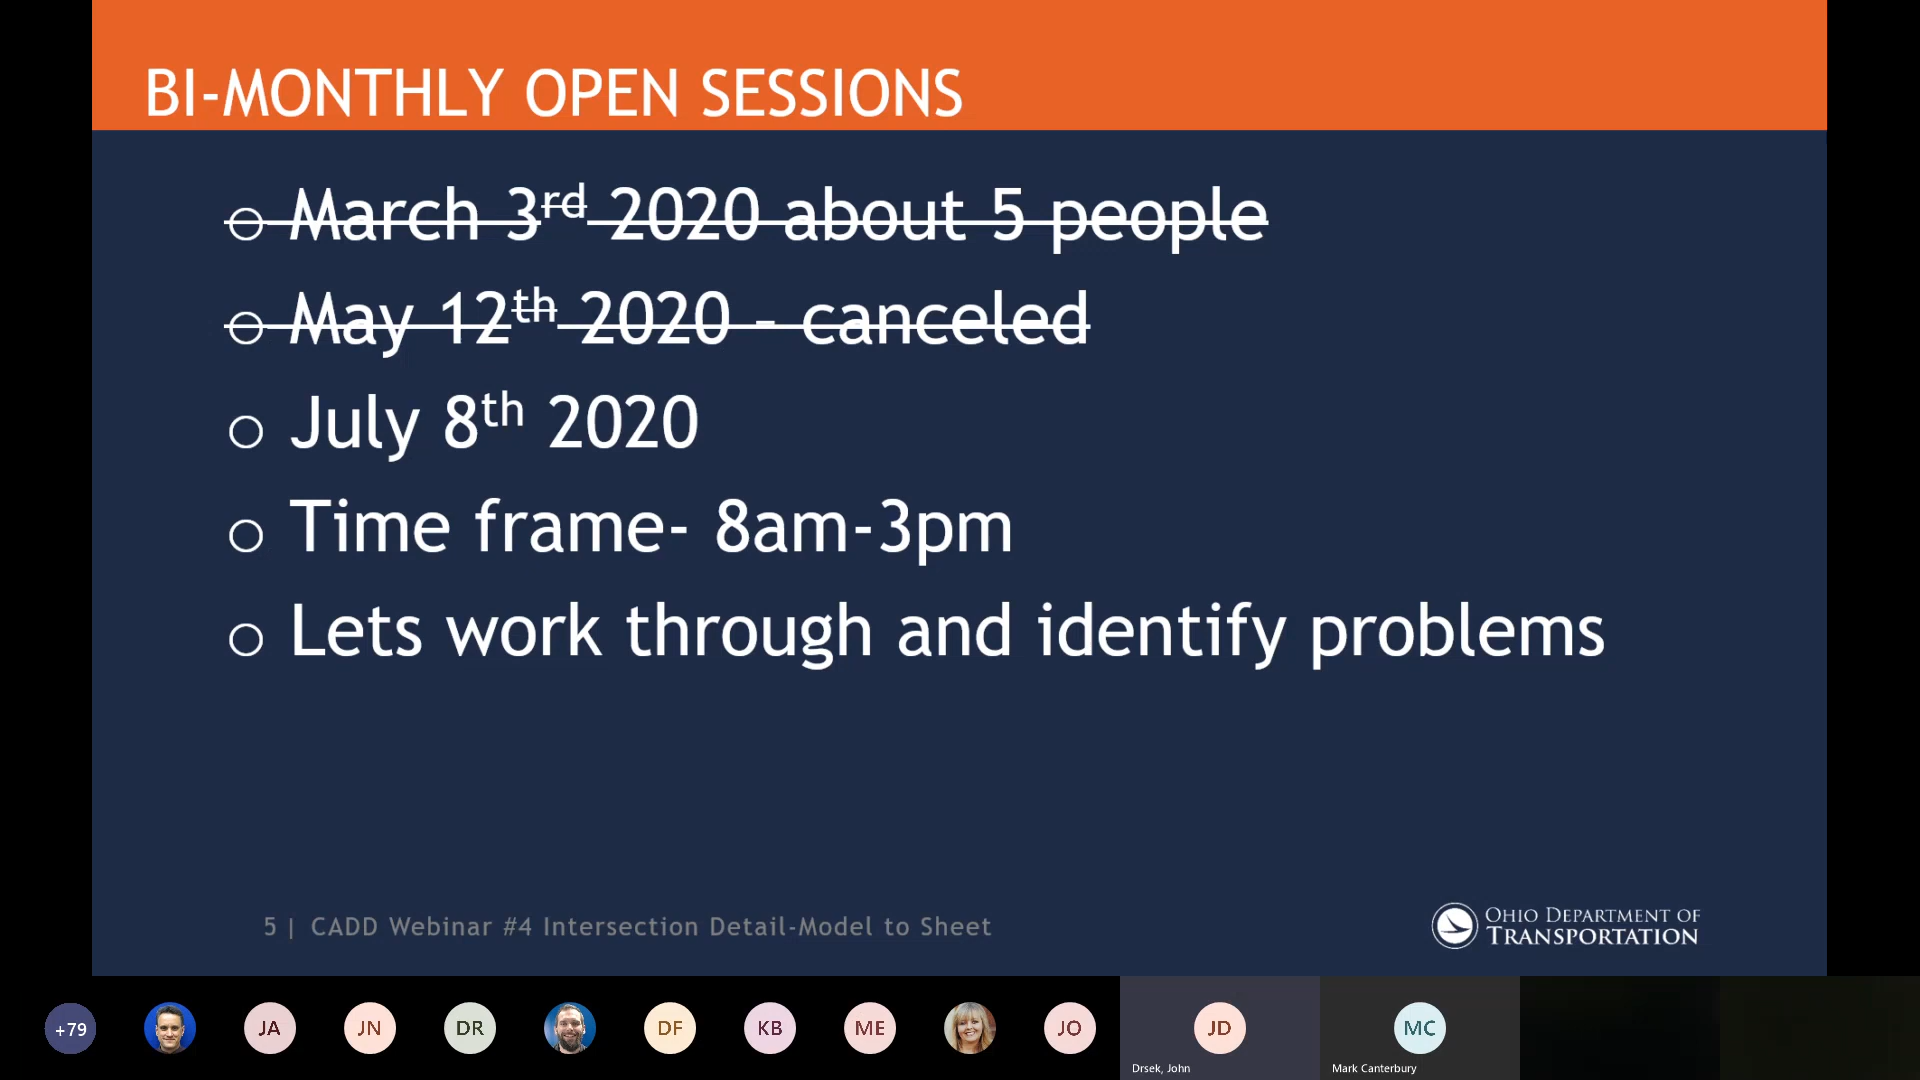 BI-MONTHLY OPEN SESSIONS
o March 3rd 2020 about 5 people
o May 12th 2020 – canceled
o July 8th 2020
o Time frame- 8am-3pm
o Lets work through and identify problems
5 | CADD Webinar #4 Intersection Detail-Model to Sheet
OHIO DEPARTMENT OF
TRANSPORTATION
+79 JA JN DR DF KB ME JO JD MC
Drsek, John Mark Canterbury